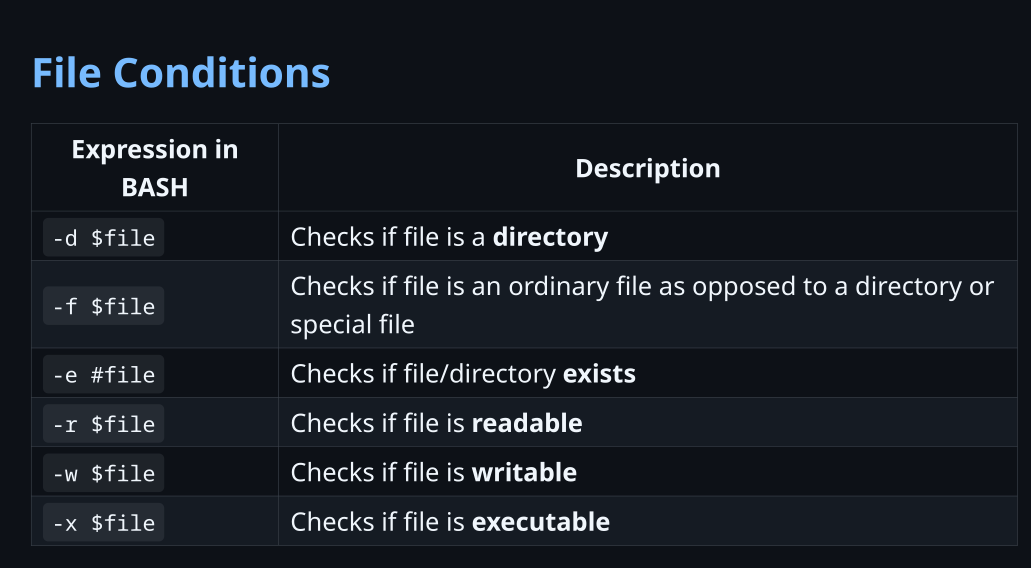 File Conditions
Expression in
BASH
Description
-d $file
Checks if file is a directory
-f $file
Checks if file is an ordinary file as opposed to a directory or
special file
-e #file
Checks if file/directory exists
-r $file
Checks if file is readable
-w $file
Checks if file is writable
-x $file
Checks if file is executable